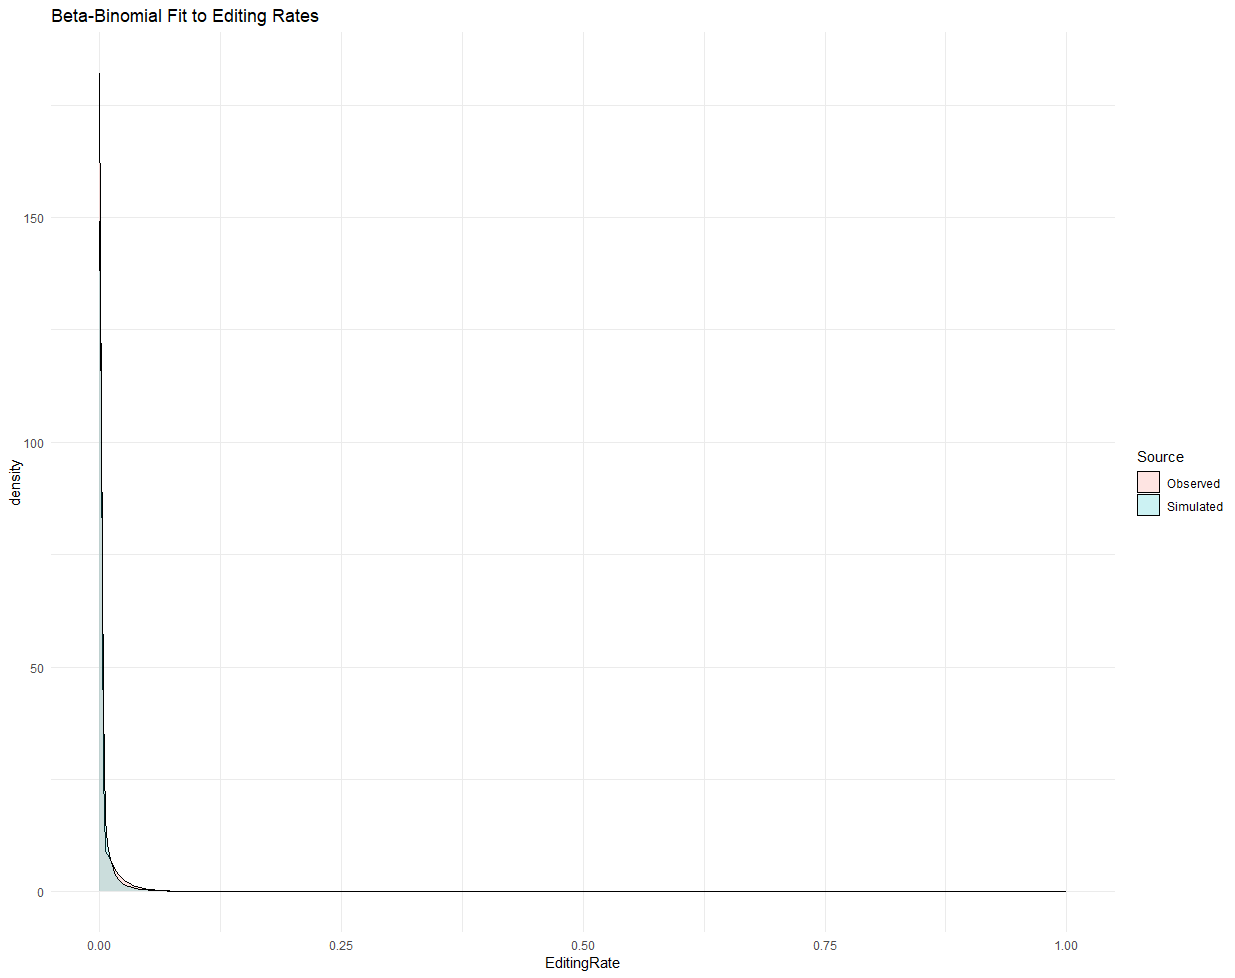 Beta-Binomial Fit to Editing Rates
150
100
50
0
density
0.00 0.25 0.50 0.75 1.00
EditingRate
Source
Observed
Simulated